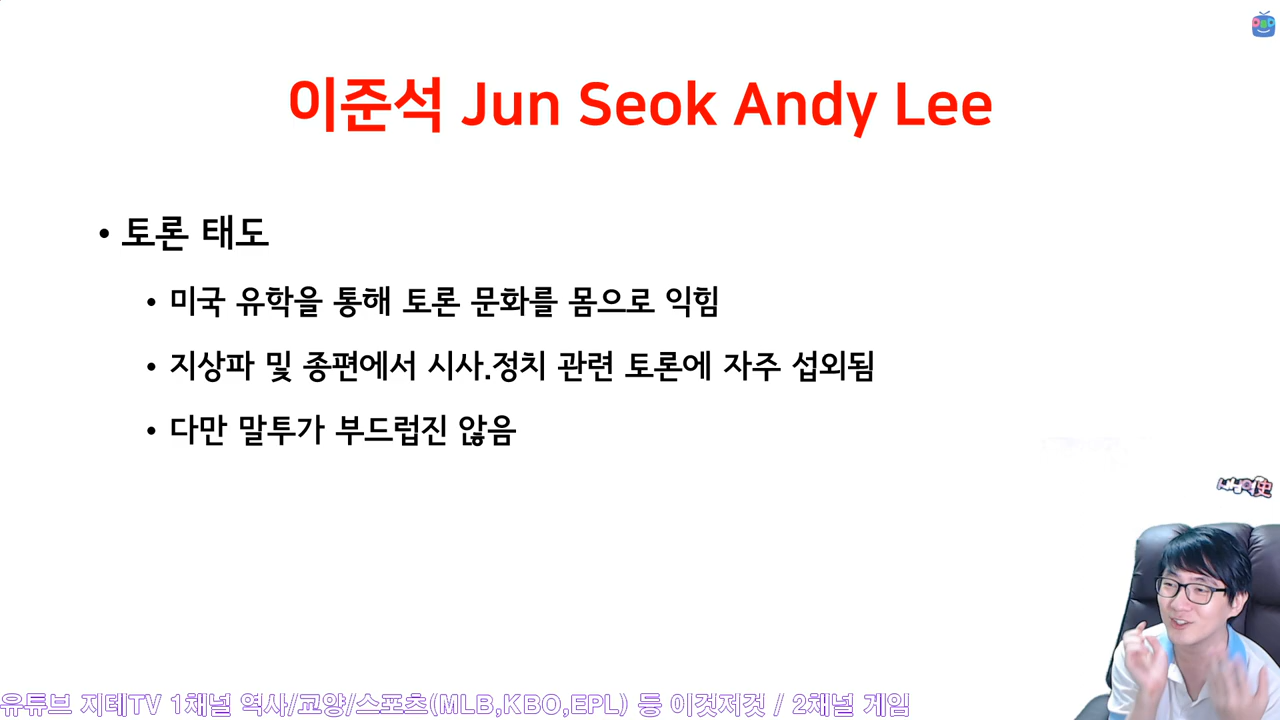 이준석 Jun Seok Andy Lee
• 토론 태도
• 미국 유학을 통해 토론 문화를 몸으로 익힘
• 지상파 및 종편에서 시사.정치 관련 토론에 자주 섭외됨
• 다만 말투가 부드럽진 않음
유튜브 지테TV 1채널 역사/교양/스포츠(MLB,KBO,EPL) 등 이것저것 / 2채널 게임